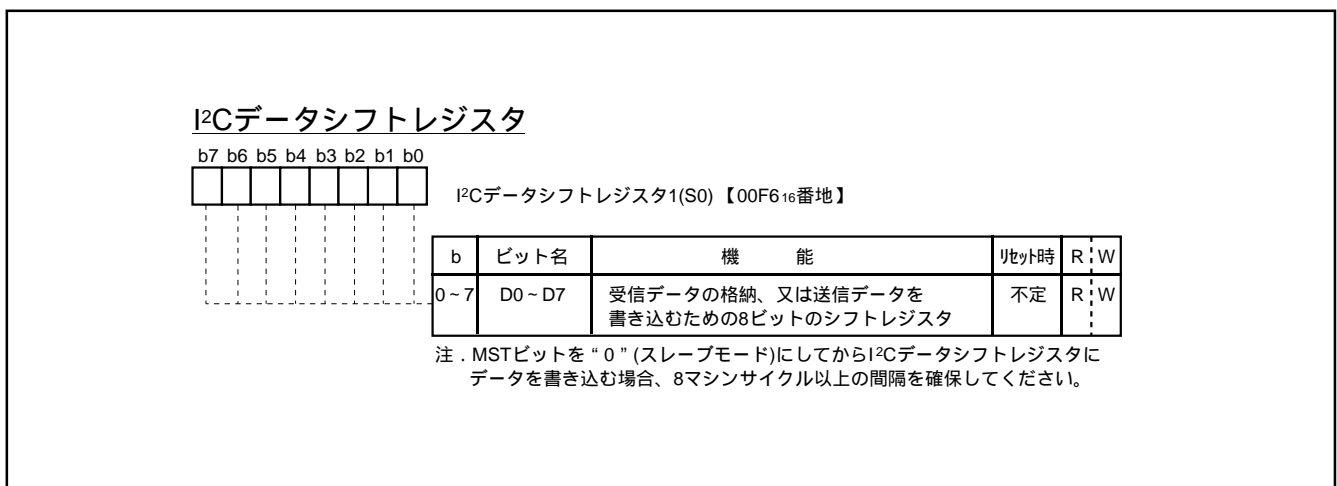 I²Cデータシフトレジスタ
b7 b6 b5 b4 b3 b2 b1 b0
I²Cデータシフトレジスタ1(S0)【00F6₁₆番地】
b ビット名 機 能 リセット時 R W
0~7 D0~D7 受信データの格納、又は送信データを 不定 R W
書き込むための8ビットのシフトレジスタ
注．MSTビットを“0”(スレーブモード)にしてからI²Cデータシフトレジスタに
データを書き込む場合、8マシンサイクル以上の間隔を確保してください。